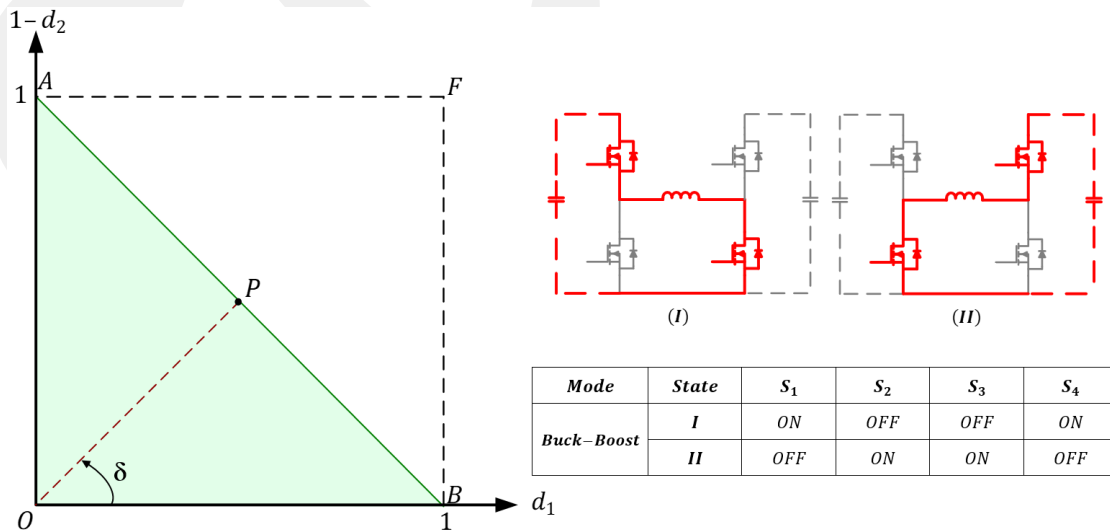 1–d₂
A
1
F
P
δ
O
B
1
d₁
(I)
(II)
Mode State S₁ S₂ S₃ S₄
Buck–Boost I ON OFF OFF ON
II OFF ON ON OFF